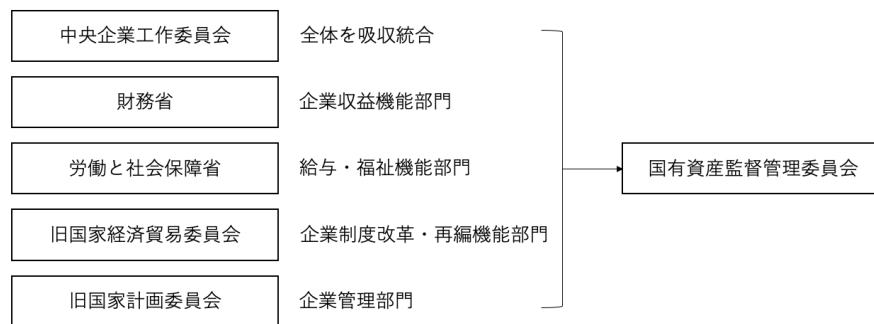 中央企業工作委員会 全体を吸収統合
財務省 企業収益機能部門
労働と社会保障省 給与・福祉機能部門
国有資産監督管理委員会
旧国家経済貿易委員会 企業制度改革・再編機能部門
旧国家計画委員会 企業管理部門